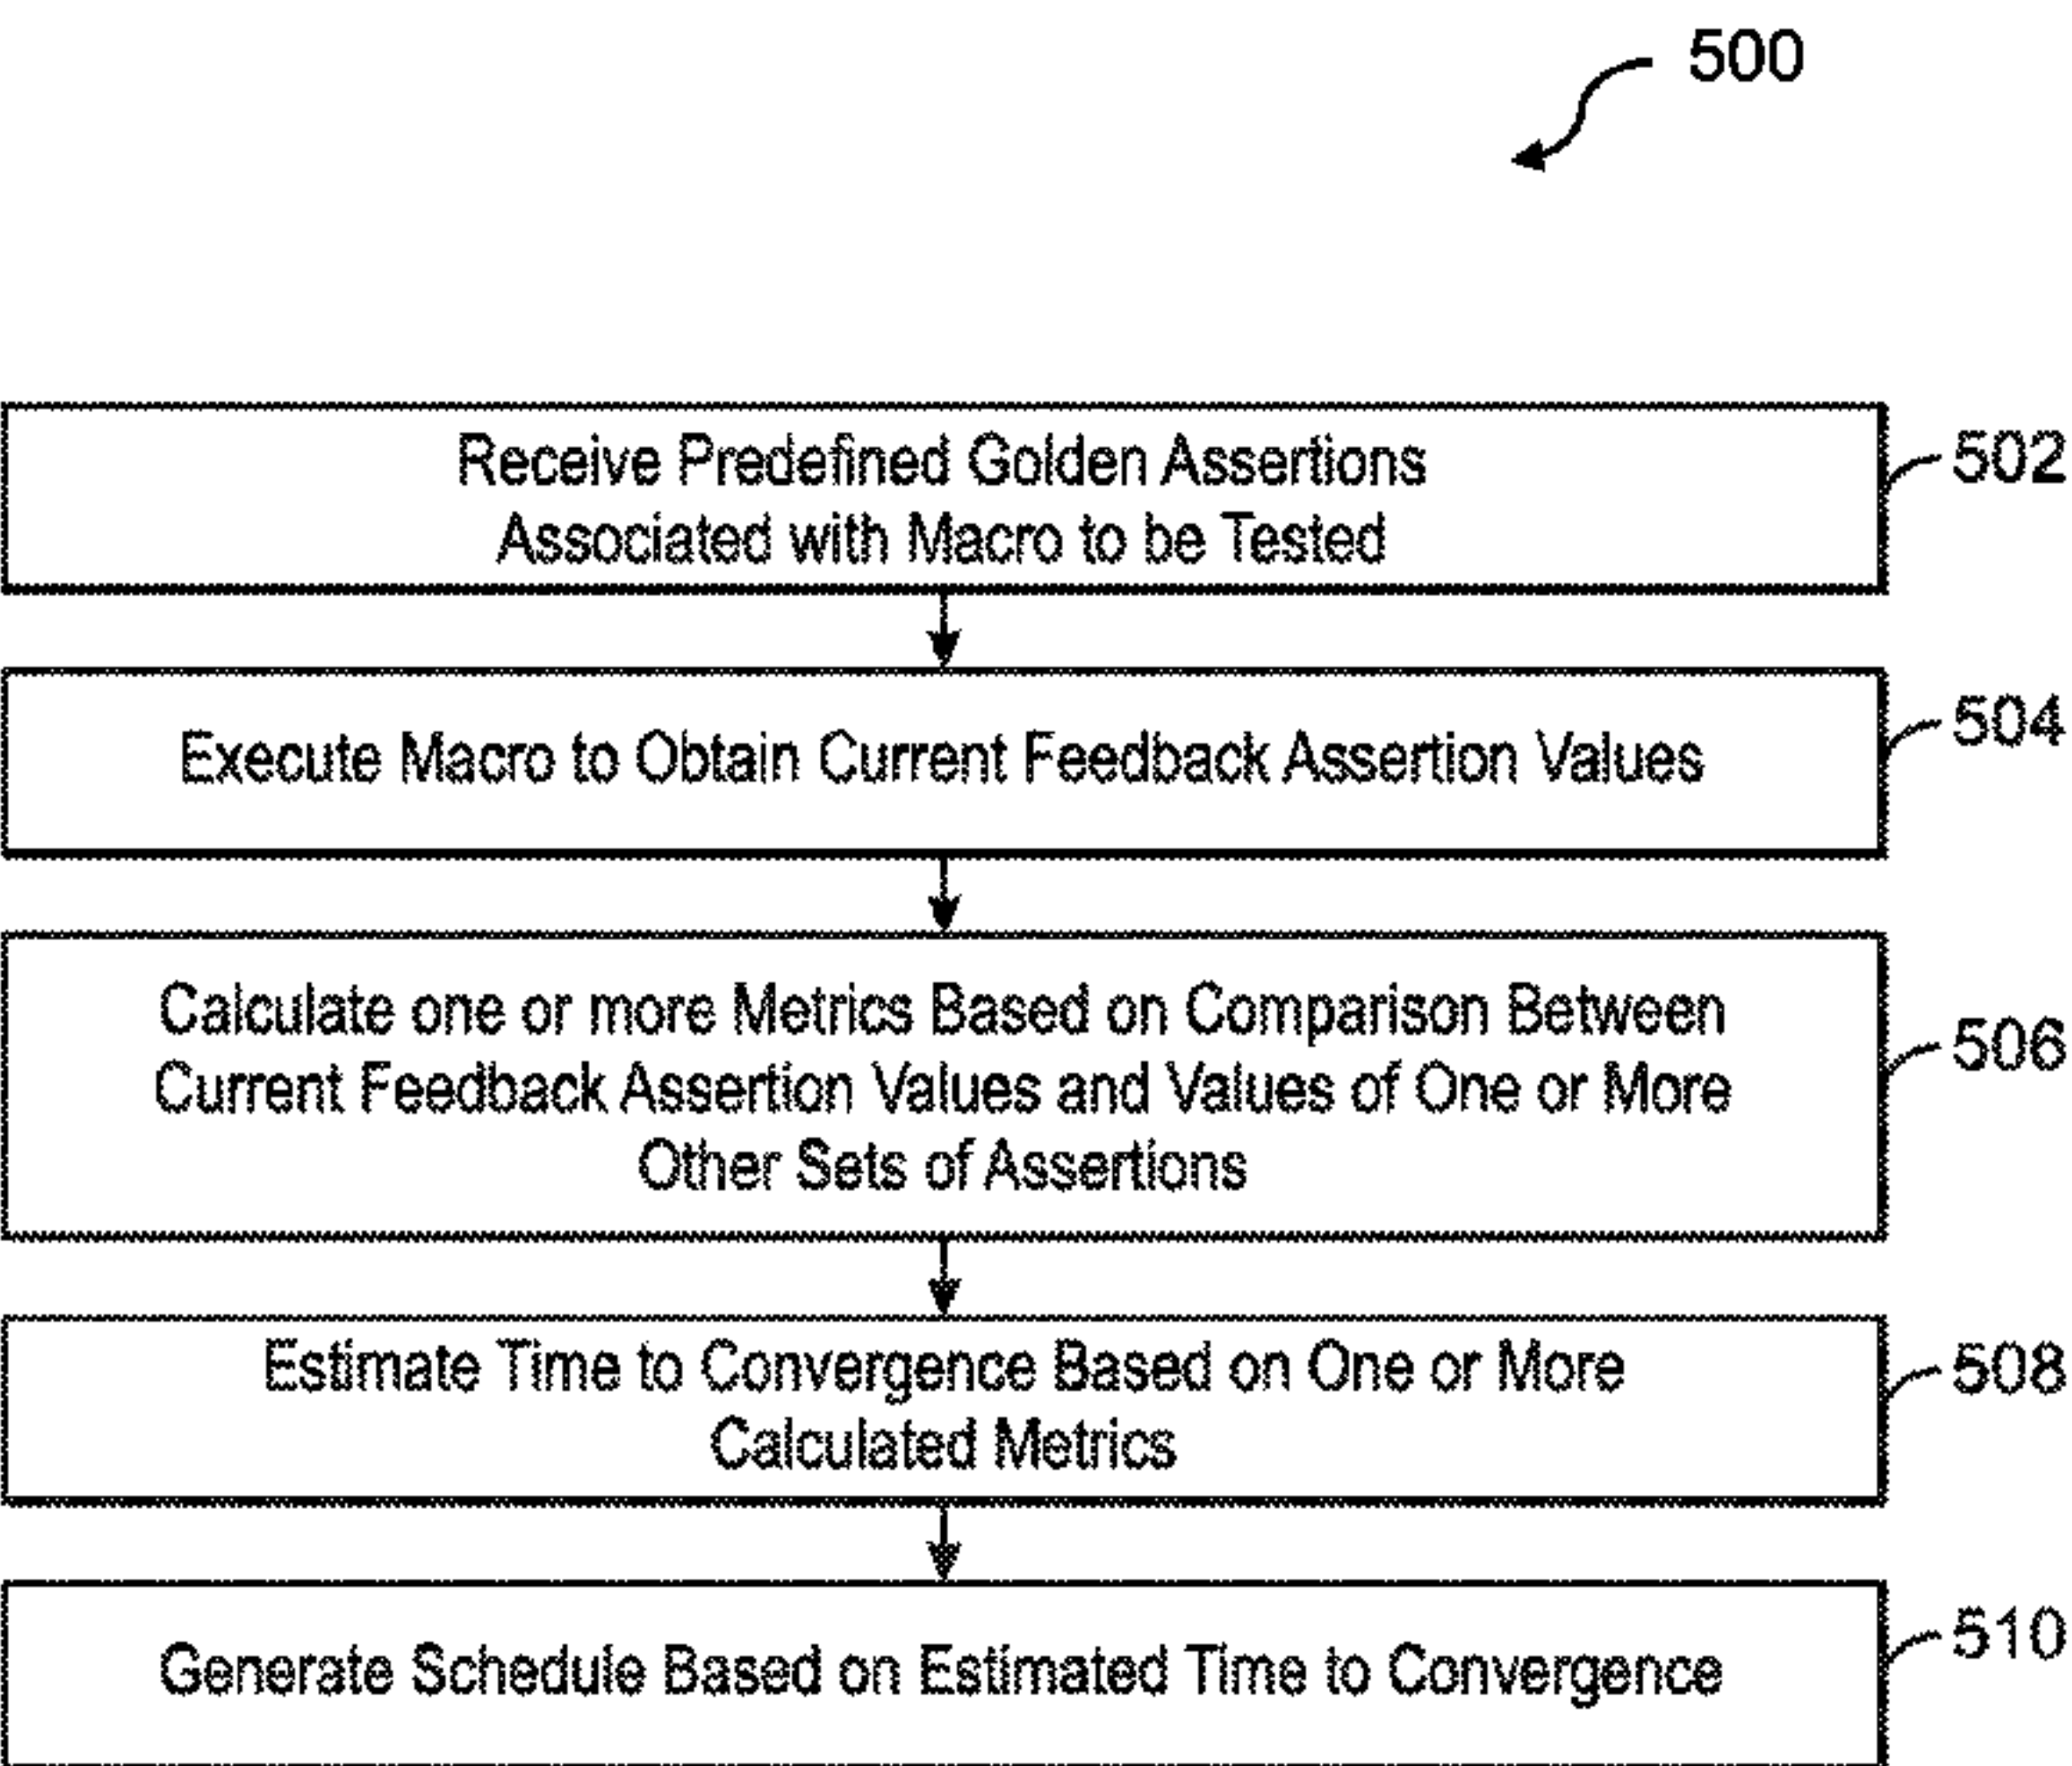 500
Receive Predefined Golden Assertions
Associated with Macro to be Tested
502
Execute Macro to Obtain Current Feedback Assertion Values
504
Calculate one or more Metrics Based on Comparison Between
Current Feedback Assertion Values and Values of One or More
Other Sets of Assertions
506
Estimate Time to Convergence Based on One or More
Calculated Metrics
508
Generate Schedule Based on Estimated Time to Convergence
510